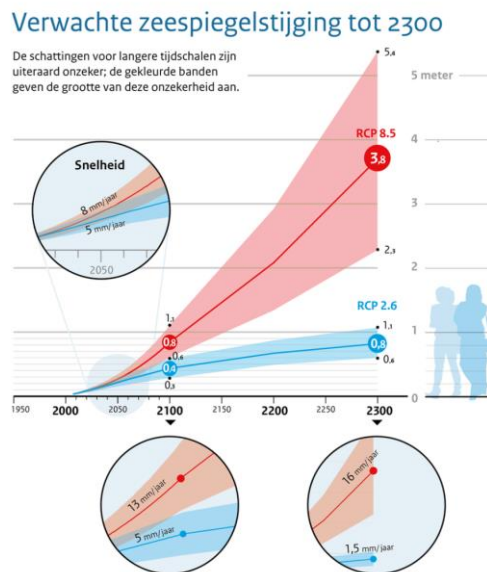 Verwachte zeespiegelstijging tot 2300
De schattingen voor langere tijdschalen zijn
uiteraard onzeker; de gekleurde banden
geven de grootte van deze onzekerheid aan.
5,4
5 meter
4
3
2
1
0
Snelheid
8 mm/jaar
5 mm/jaar
2050
RCP 8.5
3,8
2,3
RCP 2.6
1,1
0,8
0,6
1,1
0,8
0,6
0,4
0,3
1950
2000
2050
2100
2150
2200
2250
2300
13 mm/jaar
5 mm/jaar
16 mm/jaar
1,5 mm/jaar